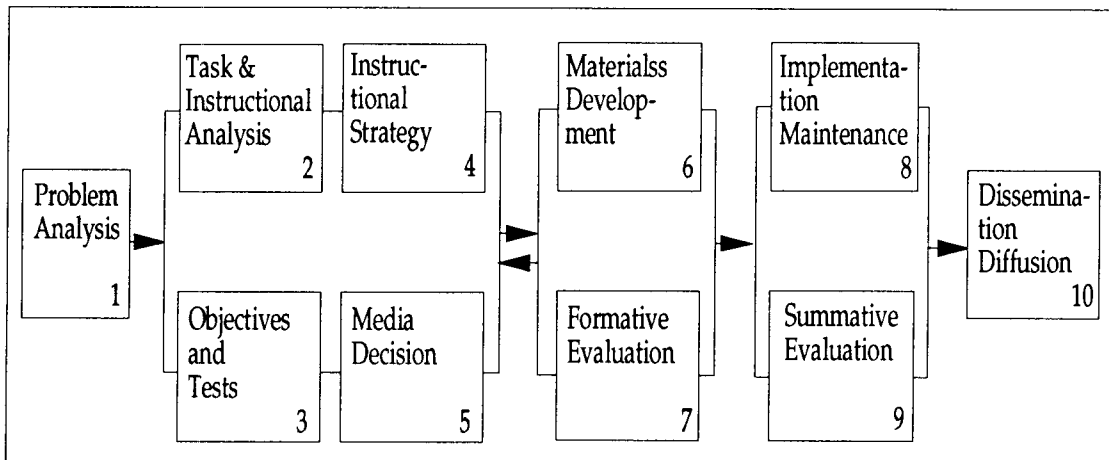 Problem
Analysis
1
Task &
Instructional
Analysis
2
Objectives
and
Tests
3
Instruc-
tional
Strategy
4
Media
Decision
5
Materialss
Develop-
ment
6
Formative
Evaluation
7
Implementa-
tion
Maintenance
8
Summative
Evaluation
9
Dissemina-
tion
Diffusion
10